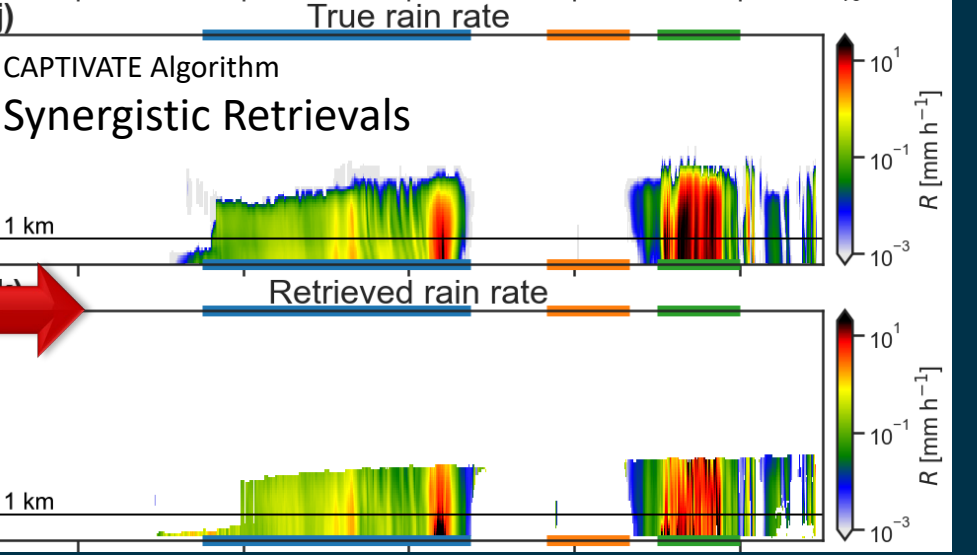 j)
True rain rate
CAPTIVATE Algorithm
Synergistic Retrievals
1 km
10¹
10⁻¹
10⁻³
R [mm h⁻¹]
Retrieved rain rate
1 km
10¹
10⁻¹
10⁻³
R [mm h⁻¹]